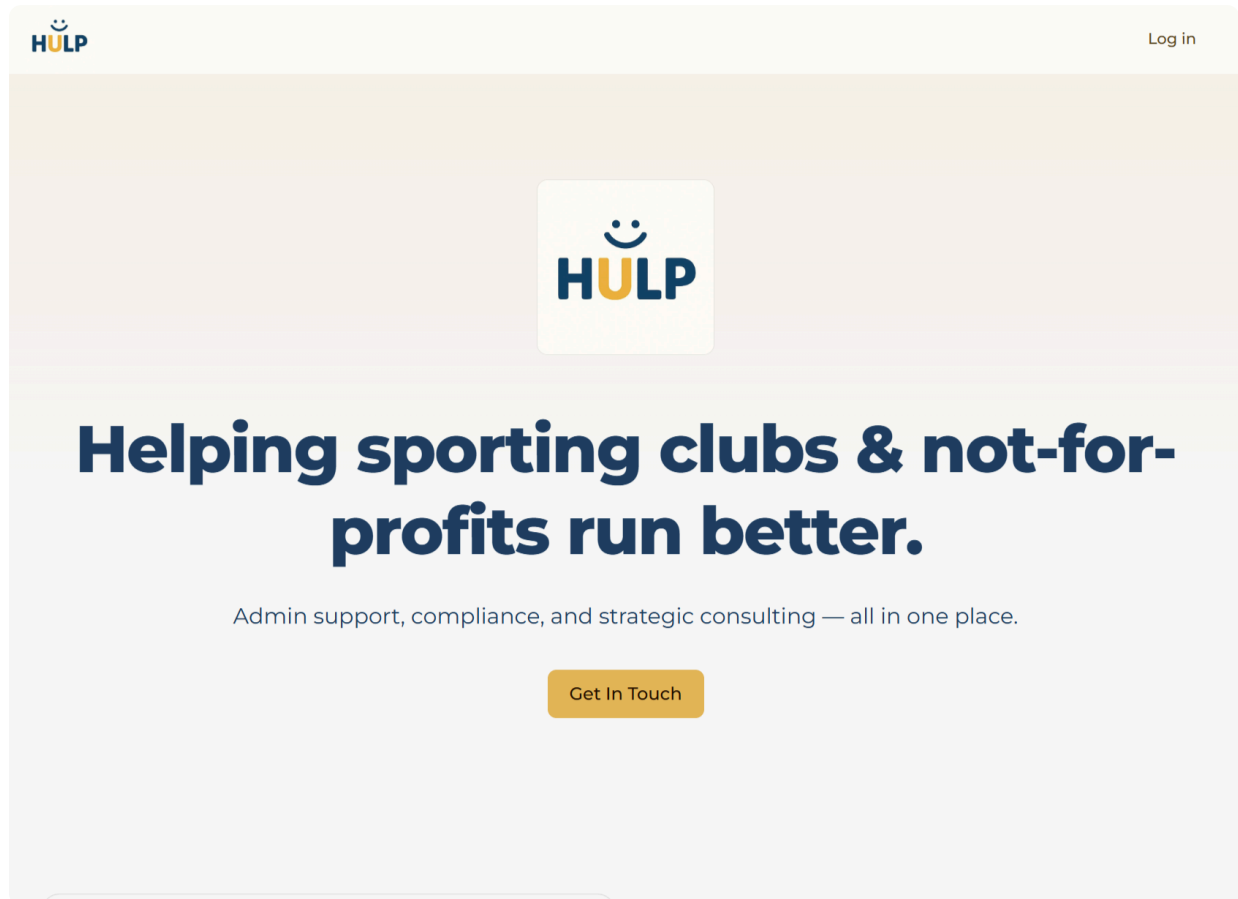 HULP
Log in
HULP
Helping sporting clubs & not-for-
profits run better.
Admin support, compliance, and strategic consulting — all in one place.
Get In Touch